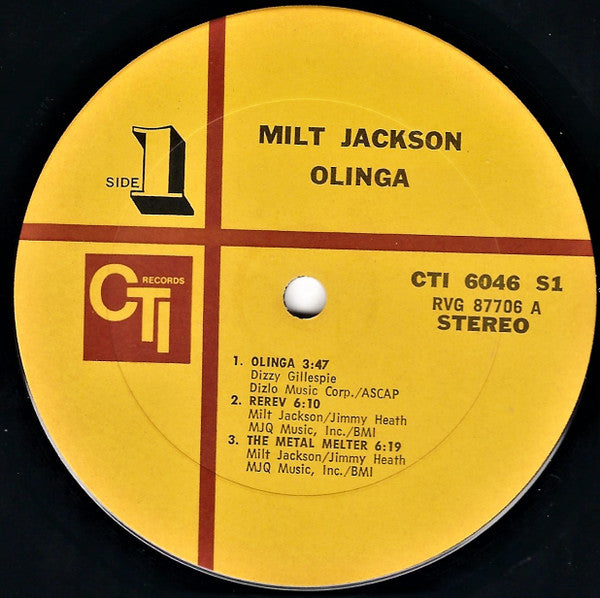 MILT JACKSON
OLINGA
SIDE 1
CTI RECORDS
CTI 6046 S1
RVG 87706 A
STEREO
1. OLINGA 3:47
Dizzy Gillespie
Dizlo Music Corp./ASCAP
2. REREV 6:10
Milt Jackson/Jimmy Heath
MJQ Music, Inc./BMI
3. THE METAL MELTER 6:19
Milt Jackson/Jimmy Heath
MJQ Music, Inc./BMI